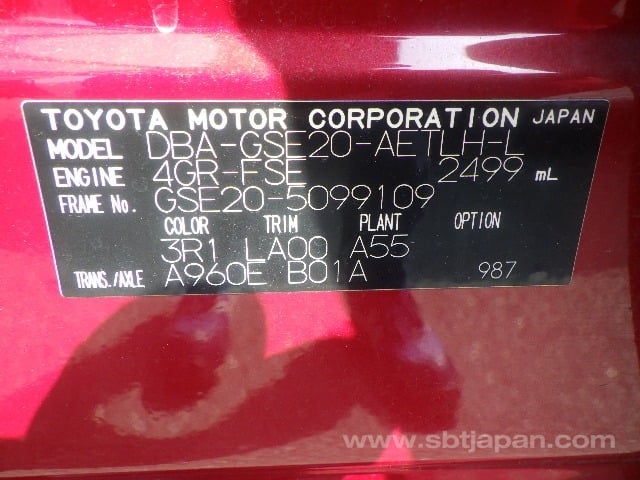 TOYOTA MOTOR CORPORATION JAPAN
MODEL DBA-GSE20-AETLH-L
ENGINE 4GR-FSE 2499 mL
FRAME No. GSE20-5099109
COLOR TRIM PLANT OPTION
3R1 LA00 A55
TRANS./AXLE A960E B01A 987
www.sbtjapan.com